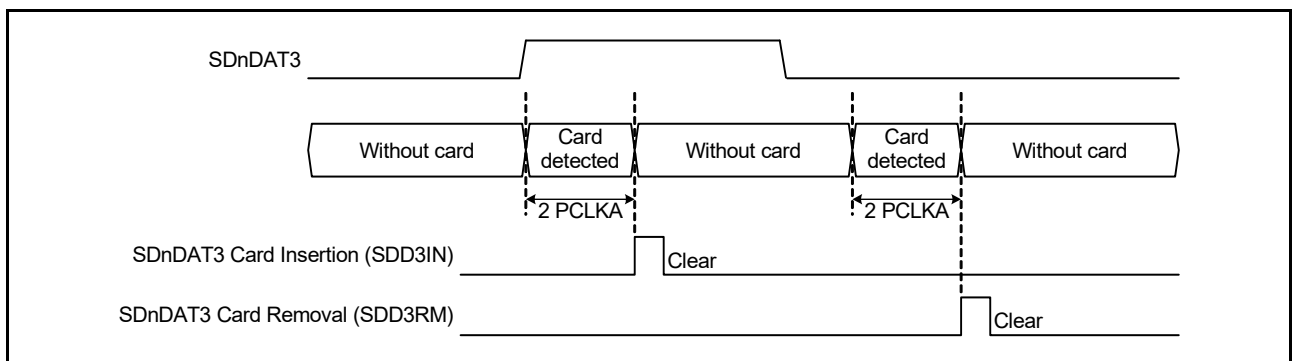 SDnDAT3
Without card
Card
detected
Without card
Card
detected
Without card
2 PCLKA
2 PCLKA
SDnDAT3 Card Insertion (SDD3IN)
Clear
SDnDAT3 Card Removal (SDD3RM)
Clear